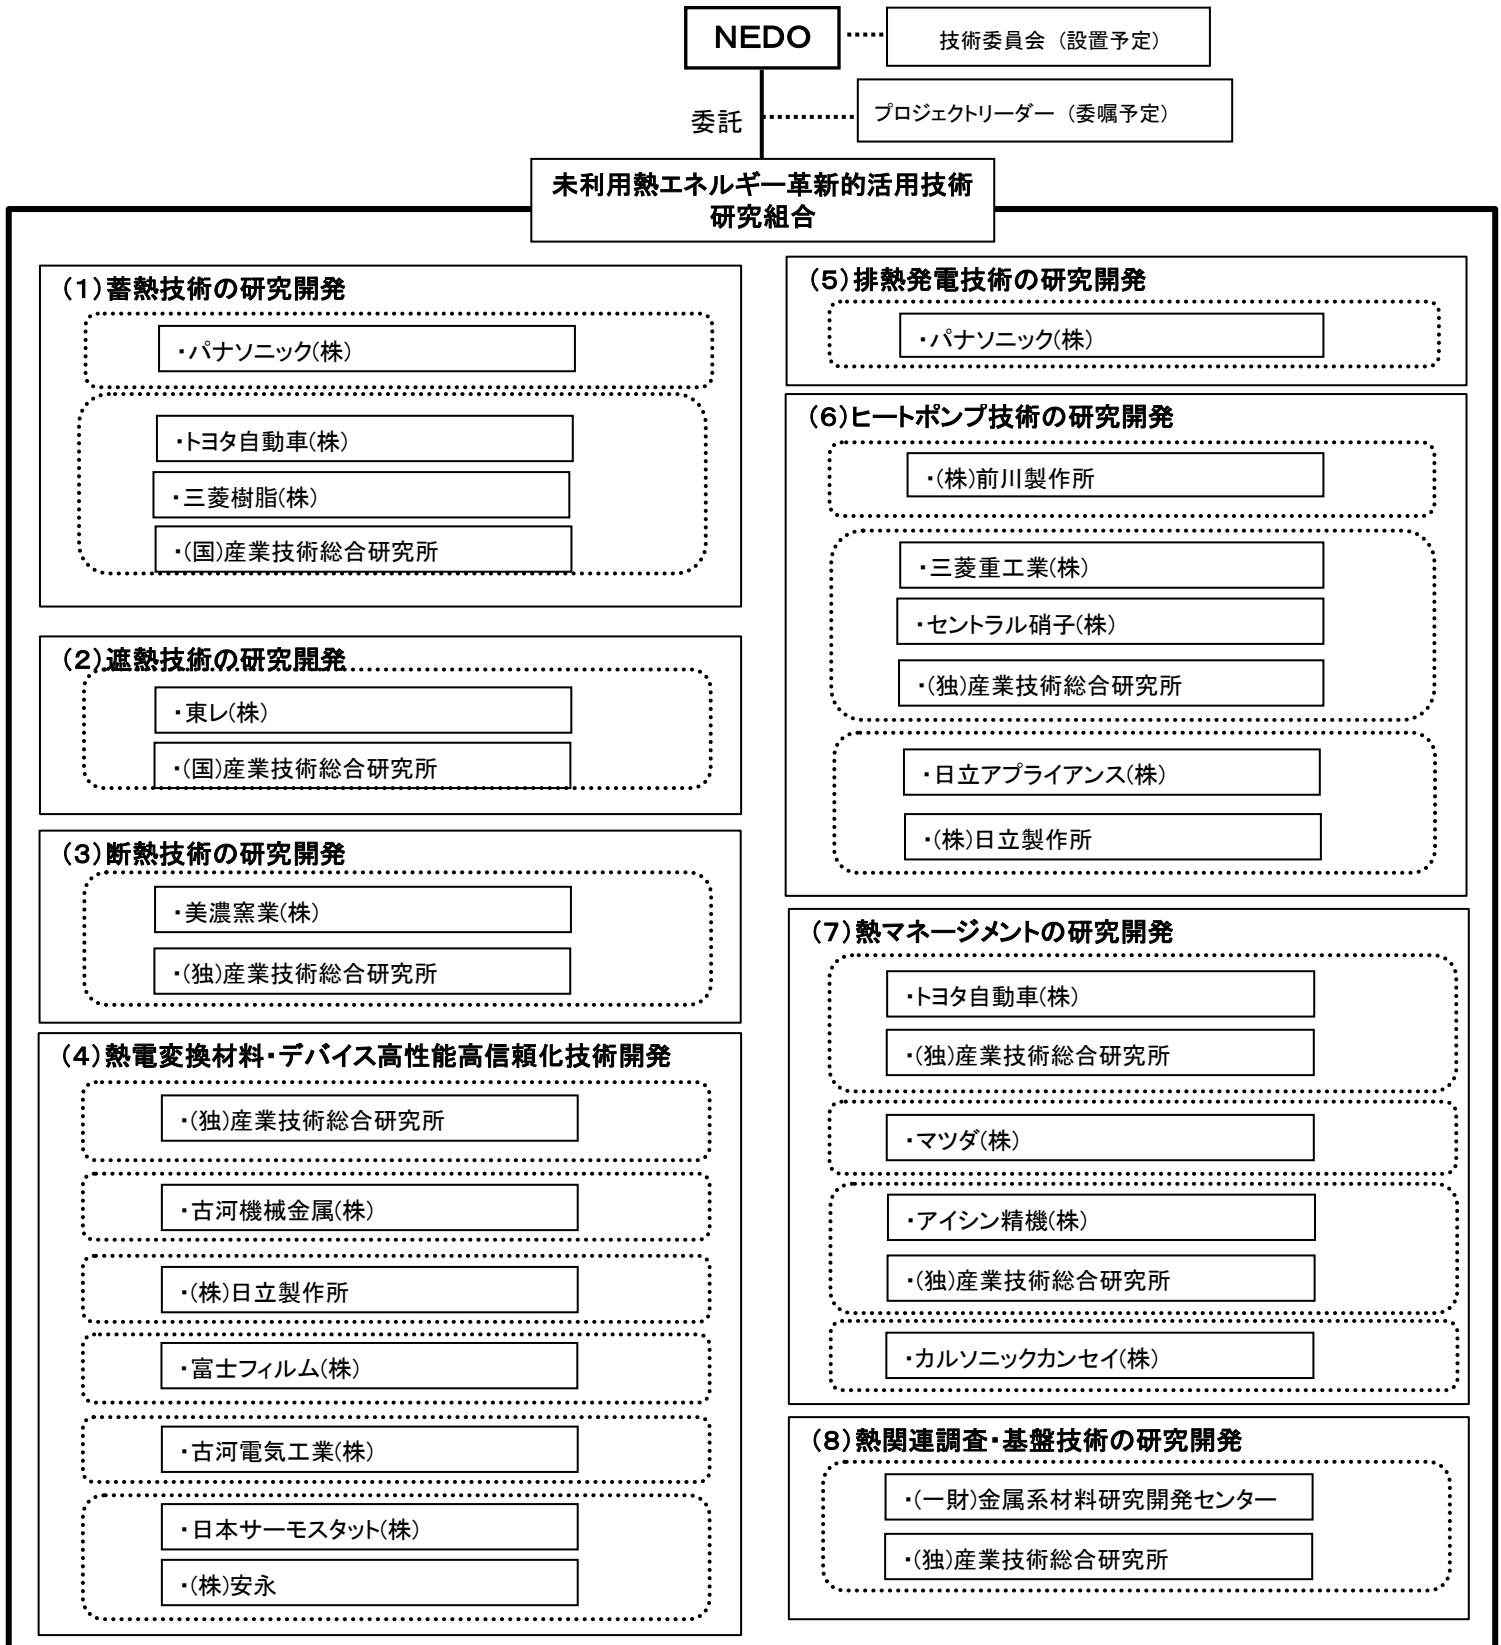 NEDO
技術委員会（設置予定）
委託
プロジェクトリーダー（委嘱予定）
未利用熱エネルギー革新的活用技術
研究組合
（1）蓄熱技術の研究開発
・パナソニック(株)
・トヨタ自動車(株)
・三菱樹脂(株)
・(国)産業技術総合研究所
（2）遮熱技術の研究開発
・東レ(株)
・(国)産業技術総合研究所
（3）断熱技術の研究開発
・美濃窯業(株)
・(独)産業技術総合研究所
（4）熱電変換材料・デバイス高性能高信頼化技術開発
・(独)産業技術総合研究所
・古河機械金属(株)
・(株)日立製作所
・富士フィルム(株)
・古河電気工業(株)
・日本サーモスタット(株)
・(株)安永
（5）排熱発電技術の研究開発
・パナソニック(株)
（6）ヒートポンプ技術の研究開発
・(株)前川製作所
・三菱重工業(株)
・セントラル硝子(株)
・(独)産業技術総合研究所
・日立アプライアンス(株)
・(株)日立製作所
（7）熱マネージメントの研究開発
・トヨタ自動車(株)
・(独)産業技術総合研究所
・マツダ(株)
・アイシン精機(株)
・(独)産業技術総合研究所
・カルソニックカンセイ(株)
（8）熱関連調査・基盤技術の研究開発
・(一財)金属系材料研究開発センター
・(独)産業技術総合研究所